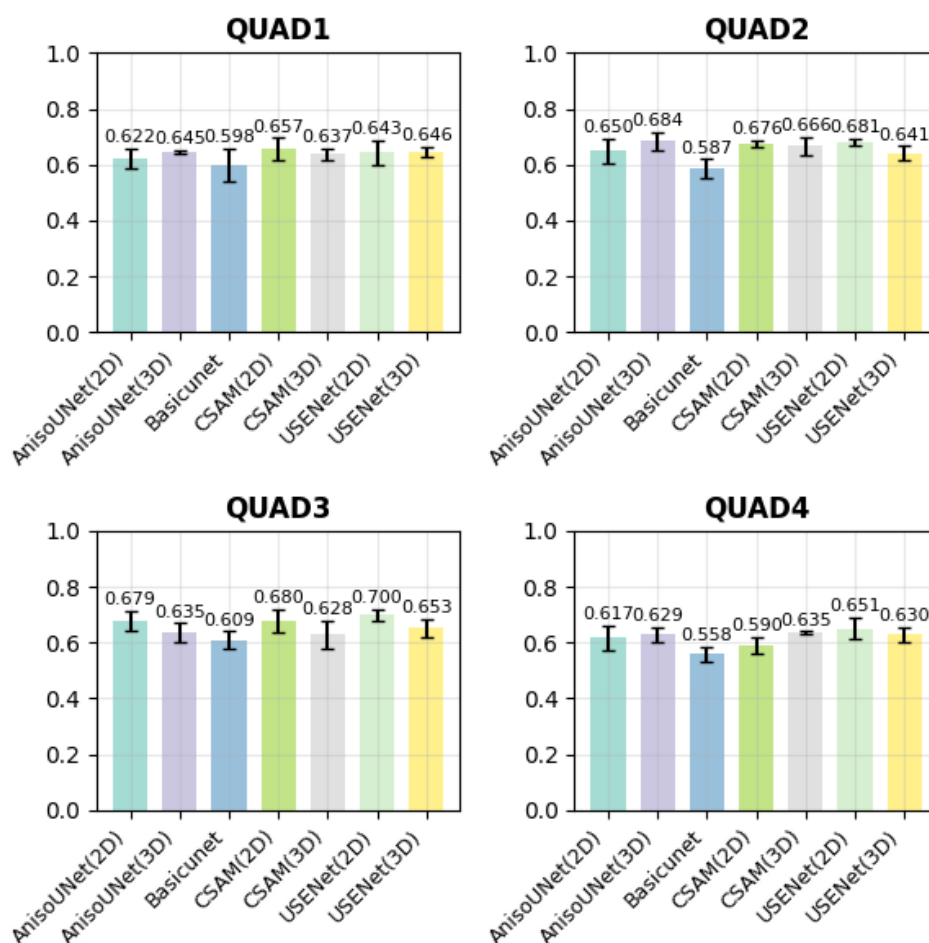 QUAD1
1.0
0.8
0.6
0.4
0.2
0.0
0.622
0.645
0.598
0.657
0.637
0.643
0.646
AnisoUNet(2D)
AnisoUNet(3D)
Basicunet
CSAM(2D)
CSAM(3D)
USENet(2D)
USENet(3D)
QUAD2
1.0
0.8
0.6
0.4
0.2
0.0
0.650
0.684
0.587
0.676
0.666
0.681
0.641
AnisoUNet(2D)
AnisoUNet(3D)
Basicunet
CSAM(2D)
CSAM(3D)
USENet(2D)
USENet(3D)
QUAD3
1.0
0.8
0.6
0.4
0.2
0.0
0.679
0.635
0.609
0.680
0.628
0.700
0.653
AnisoUNet(2D)
AnisoUNet(3D)
Basicunet
CSAM(2D)
CSAM(3D)
USENet(2D)
USENet(3D)
QUAD4
1.0
0.8
0.6
0.4
0.2
0.0
0.617
0.629
0.558
0.590
0.635
0.651
0.630
AnisoUNet(2D)
AnisoUNet(3D)
Basicunet
CSAM(2D)
CSAM(3D)
USENet(2D)
USENet(3D)